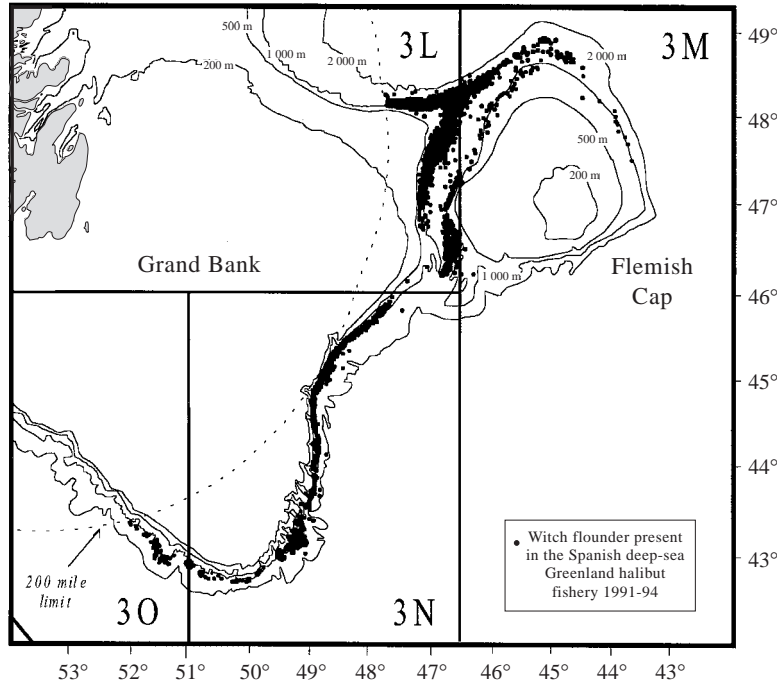 500 m
1 000 m
2 000 m
200 m
3L
3M
49°
2 000 m
48°
500 m
200 m
47°
Grand Bank
1 000 m
Flemish
Cap
46°
45°
44°
43°
Witch flounder present
in the Spanish deep-sea
Greenland halibut
fishery 1991-94
200 mile
limit
3O
3N
53°
52°
51°
50°
49°
48°
47°
46°
45°
44°
43°